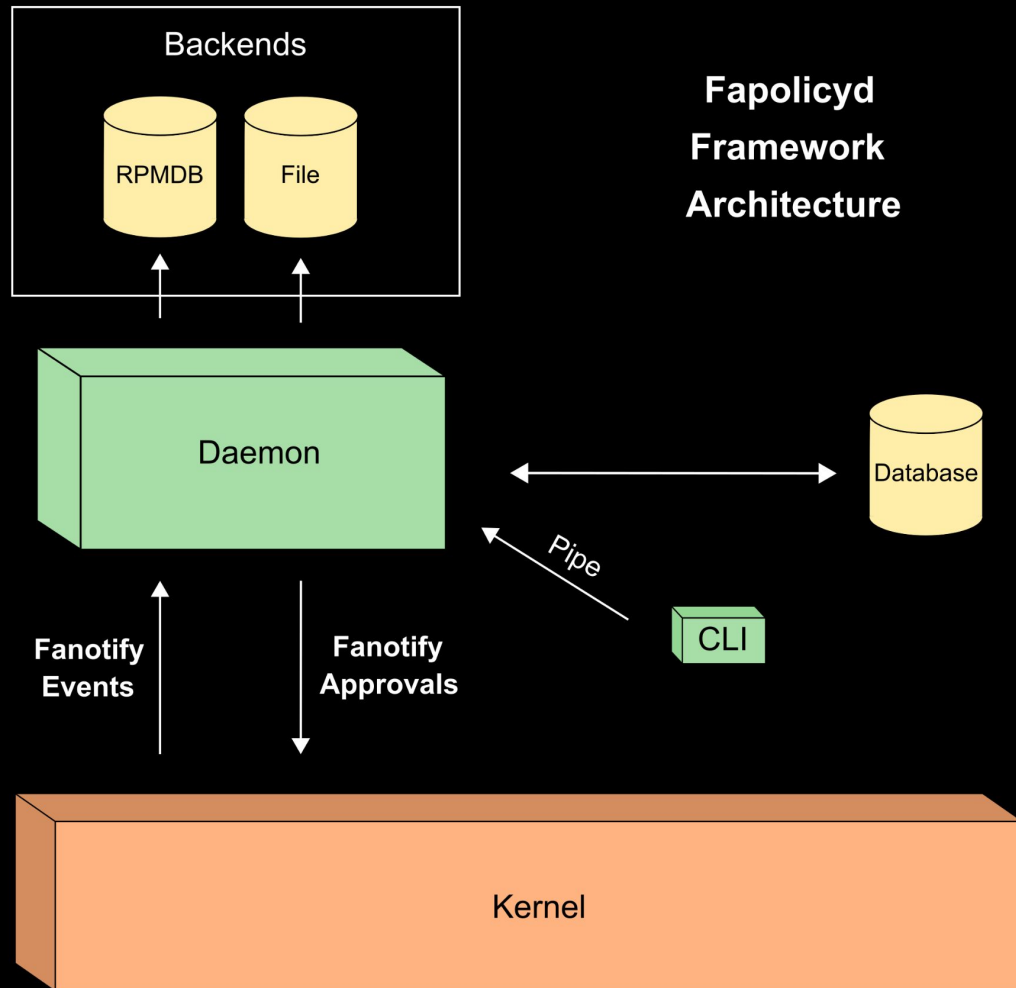 Backends
RPMDB
File
Fapolicyd
Framework
Architecture
Daemon
Database
Pipe
CLI
Fanotify
Events
Fanotify
Approvals
Kernel